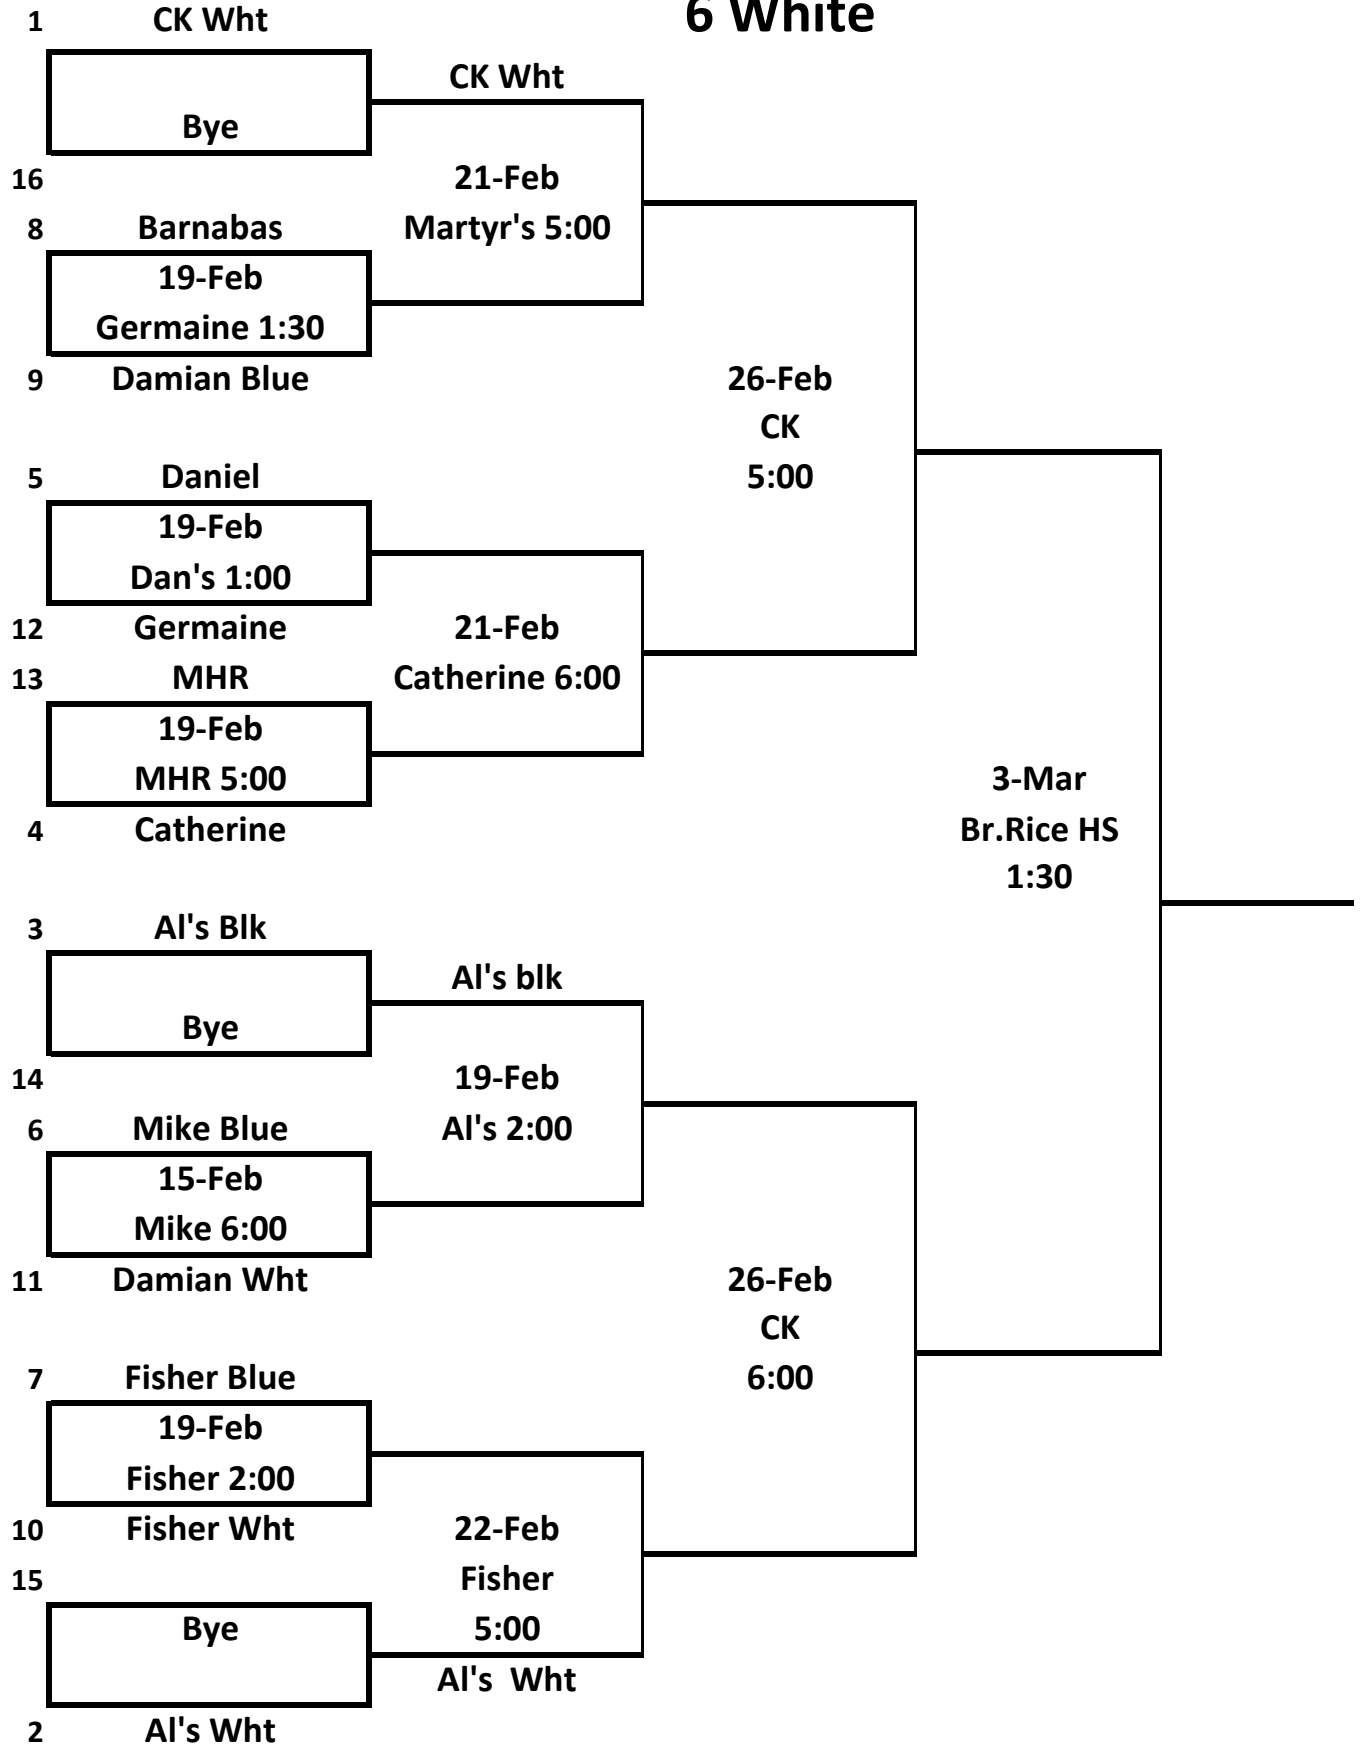 6 White
1 CK Wht
CK Wht
Bye
16
21-Feb
8 Barnabas
Martyr's 5:00
19-Feb
Germaine 1:30
9 Damian Blue
26-Feb
CK
5 Daniel
5:00
19-Feb
Dan's 1:00
12 Germaine
21-Feb
13 MHR
Catherine 6:00
19-Feb
MHR 5:00
3-Mar
4 Catherine
Br.Rice HS
1:30
3 Al's Blk
Al's blk
Bye
14
19-Feb
6 Mike Blue
Al's 2:00
15-Feb
Mike 6:00
11 Damian Wht
26-Feb
CK
7 Fisher Blue
6:00
19-Feb
Fisher 2:00
10 Fisher Wht
22-Feb
15
Fisher
Bye
5:00
Al's  Wht
2 Al's Wht